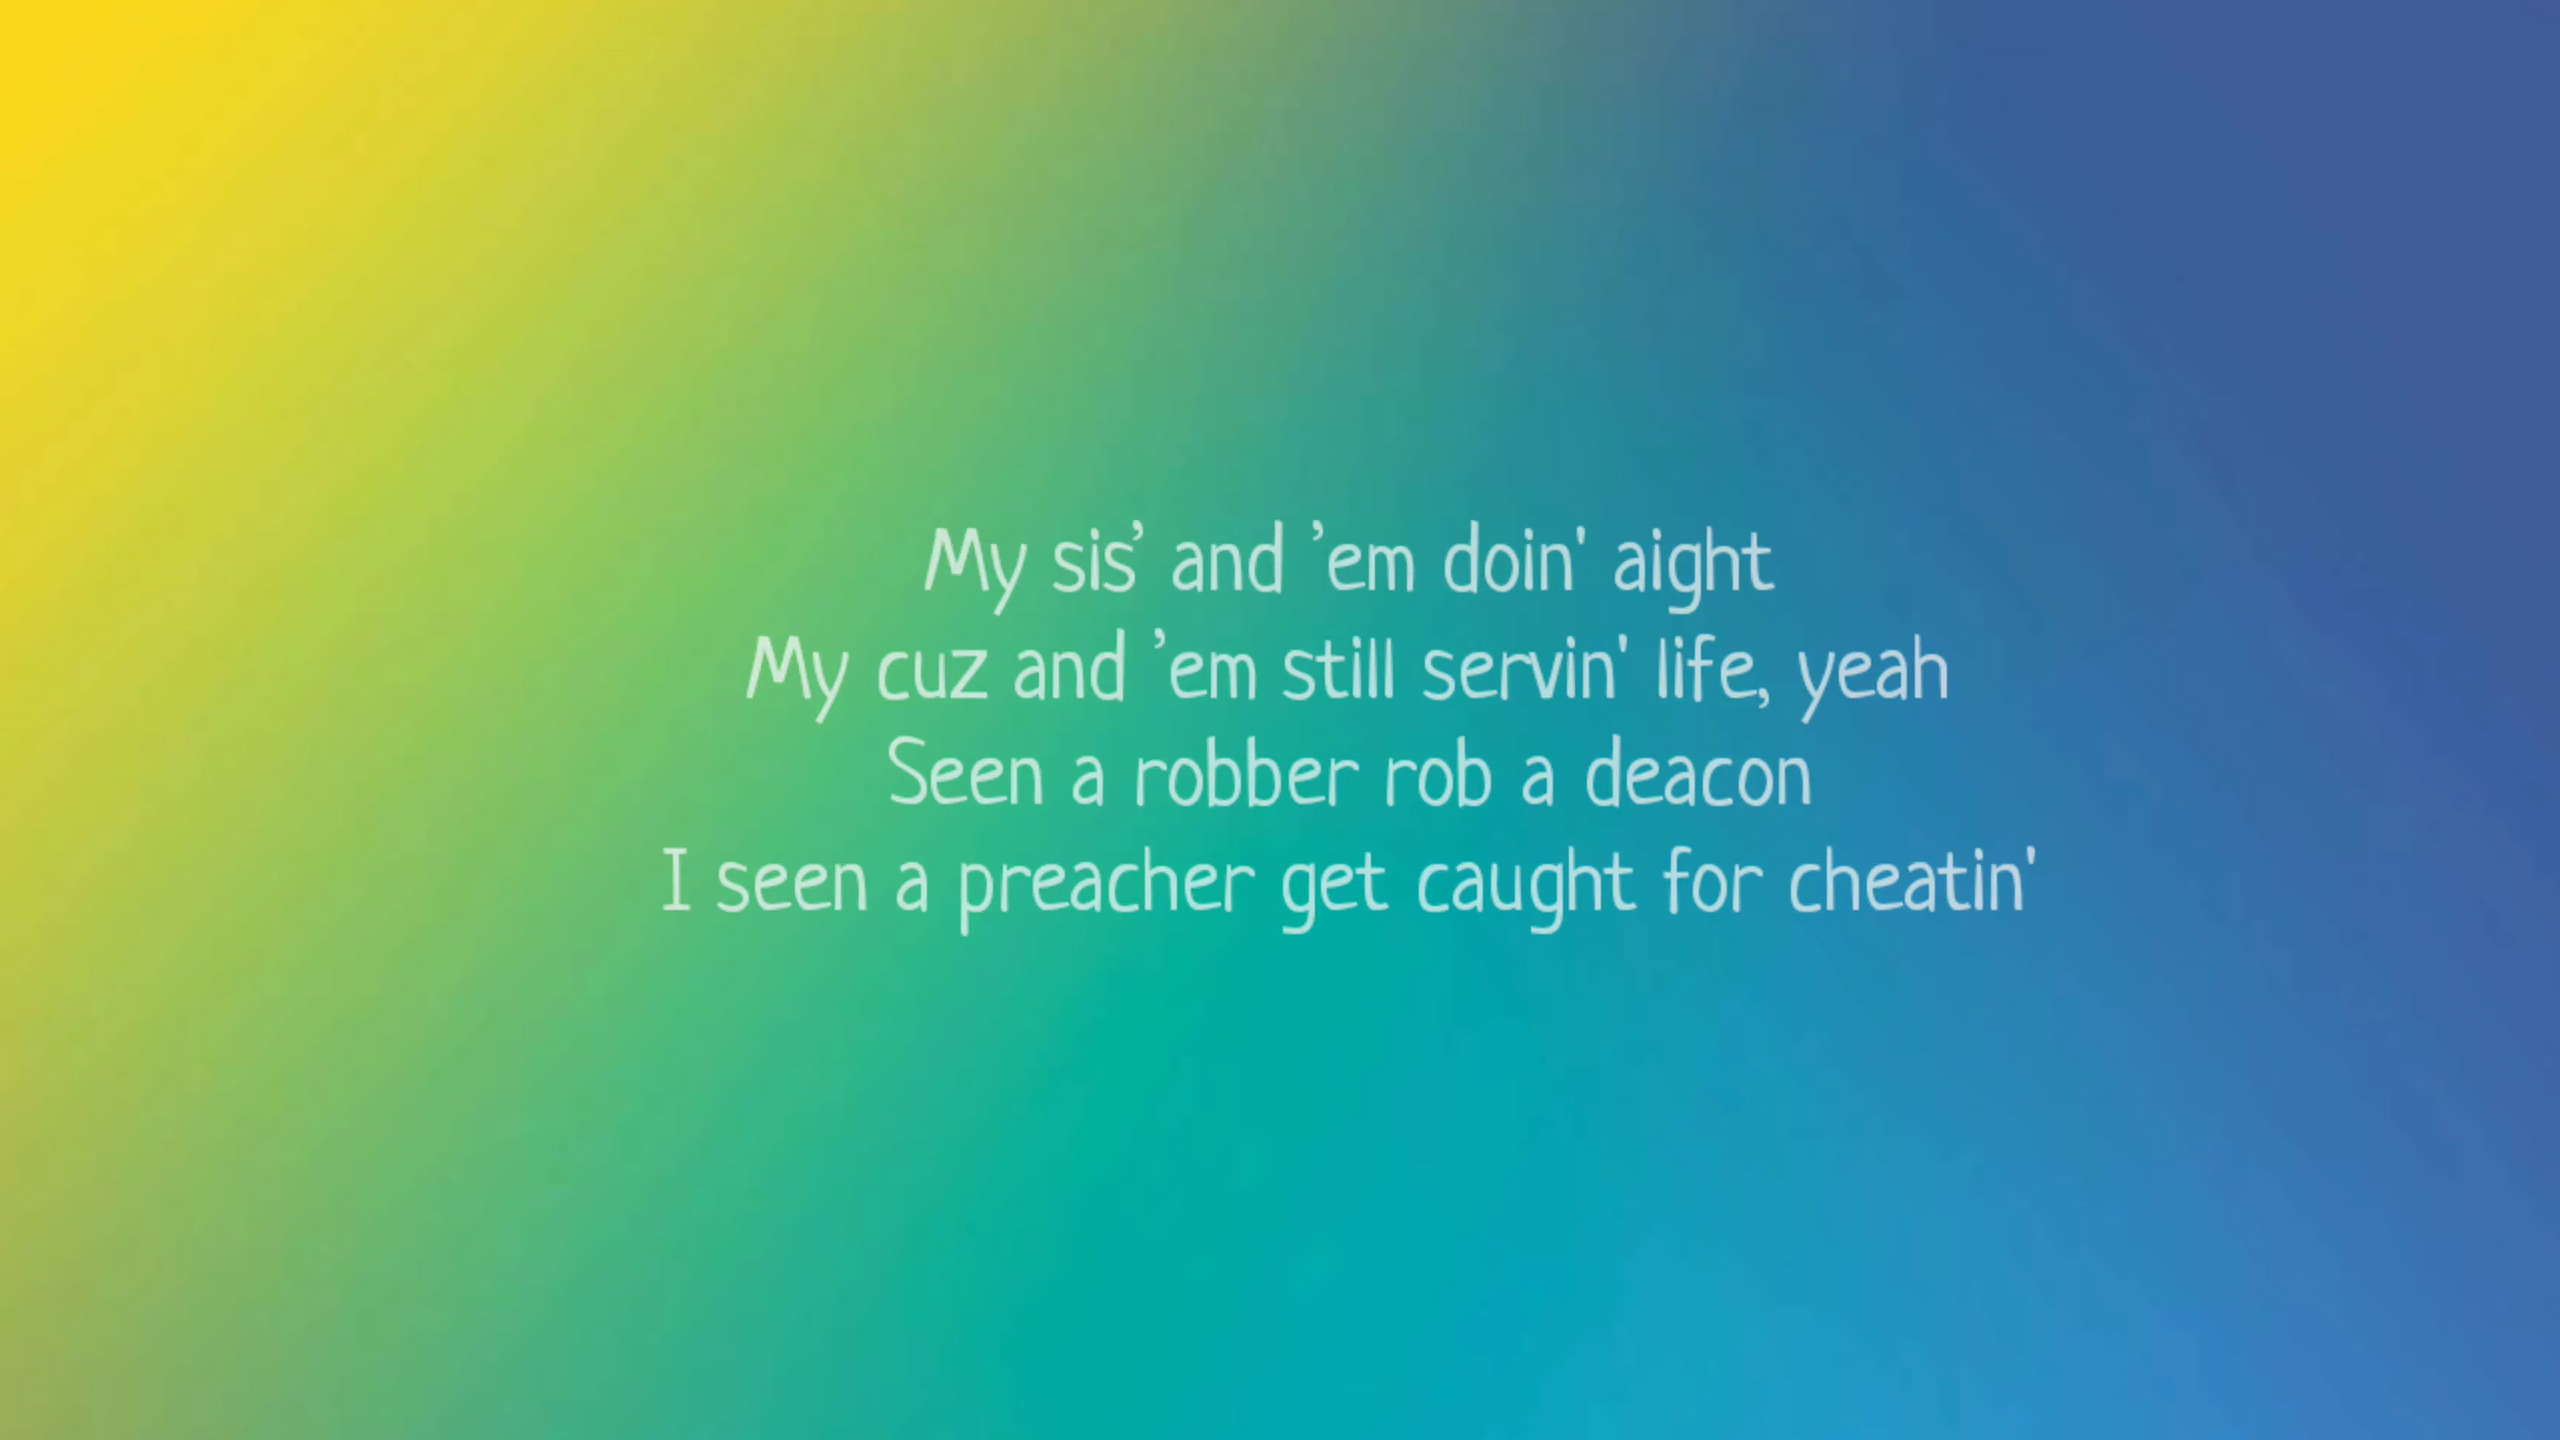 My sis’ and ’em doin' aight
My cuz and ’em still servin' life, yeah
Seen a robber rob a deacon
I seen a preacher get caught for cheatin'